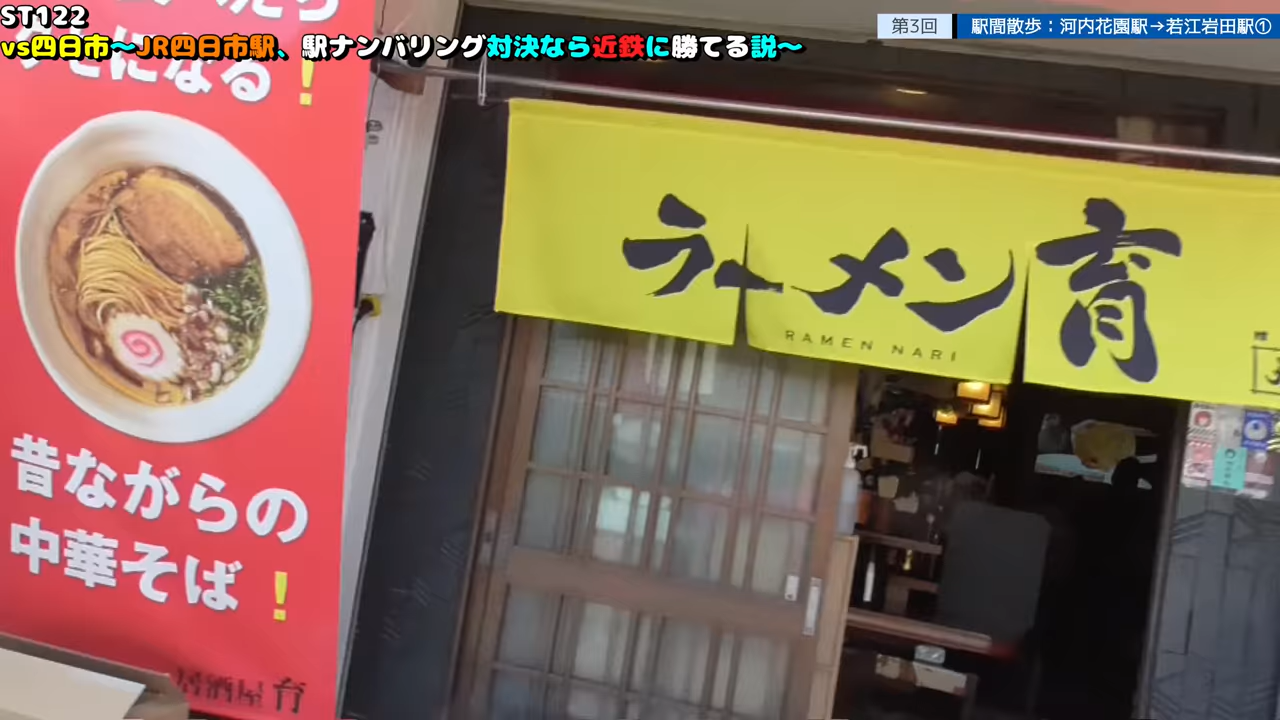 ST122
vs四日市〜JR四日市駅、駅ナンバリング対決なら近鉄に勝てる説〜
第3回
駅間散歩：河内花園駅→若江岩田駅①
になる！
昔ながらの
中華そば！
居酒屋 育
ラーメン育
RAMEN NARI